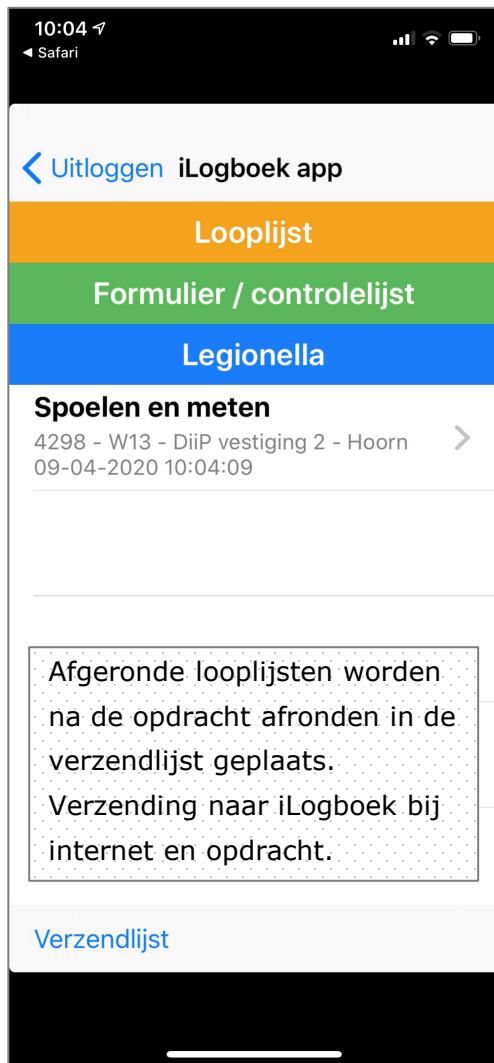 10:04
◀ Safari
Uitloggen iLogboek app
Looplijst
Formulier / controlelijst
Legionella
Spoelen en meten
4298 - W13 - DiiP vestiging 2 - Hoorn
09-04-2020 10:04:09
Afgeronde looplijsten worden
na de opdracht afronden in de
verzendlijst geplaats.
Verzending naar iLogboek bij
internet en opdracht.
Verzendlijst